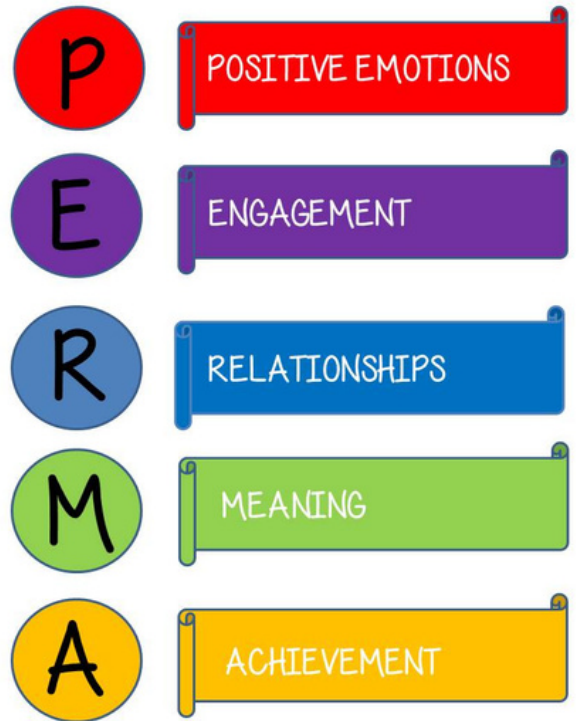 P POSITIVE EMOTIONS
E ENGAGEMENT
R RELATIONSHIPS
M MEANING
A ACHIEVEMENT